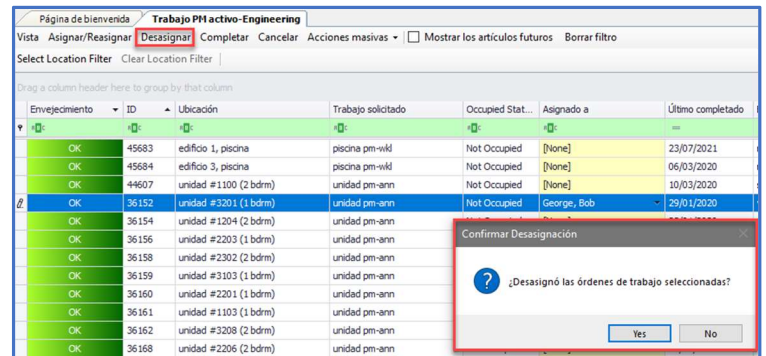 Página de bienvenida Trabajo PM activo-Engineering
Vista Asignar/Reasignar Desasignar Completar Cancelar Acciones masivas Mostrar los artículos futuros Borrar filtro
Select Location Filter Clear Location Filter
Drag a column header here to group by that column
Envejecimiento ID Ubicación Trabajo solicitado Occupied Stat... Asignado a Último completado
OK 45683 edificio 1, piscina piscina pm-wkl Not Occupied [None] 23/07/2021
OK 45684 edificio 3, piscina piscina pm-wkl Not Occupied [None] 06/03/2020
OK 44607 unidad #1100 (2 bdrm) unidad pm-ann Not Occupied [None] 10/03/2020
OK 36152 unidad #3201 (1 bdrm) unidad pm-ann Not Occupied George, Bob 29/01/2020
OK 36154 unidad #1204 (2 bdrm) unidad pm-ann
OK 36156 unidad #2203 (1 bdrm) unidad pm-ann
OK 36158 unidad #2302 (2 bdrm) unidad pm-ann
OK 36159 unidad #3103 (1 bdrm) unidad pm-ann
OK 36160 unidad #2201 (1 bdrm) unidad pm-ann
OK 36161 unidad #1103 (1 bdrm) unidad pm-ann
OK 36162 unidad #3208 (2 bdrm) unidad pm-ann
OK 36168 unidad #2206 (2 bdrm) unidad pm-ann
Confirmar Desasignación
¿Desasignó las órdenes de trabajo seleccionadas?
Yes No